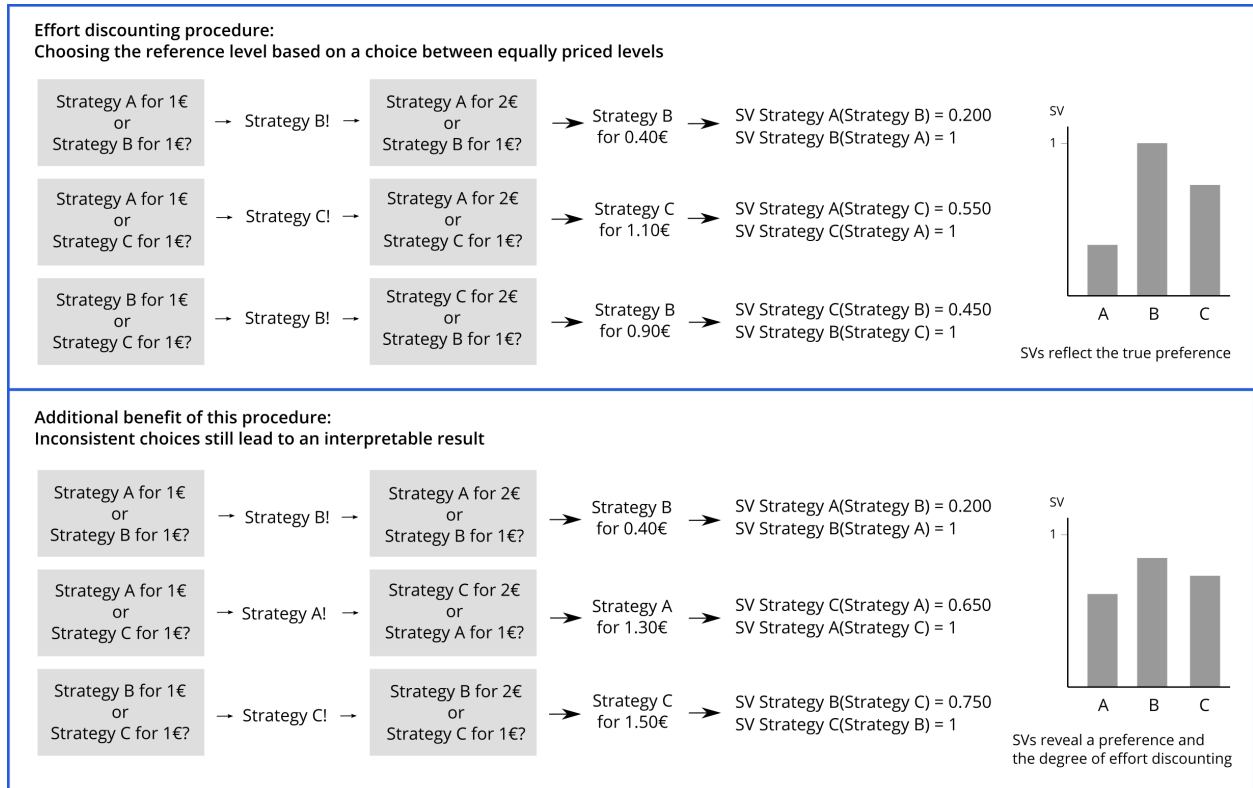 Effort discounting procedure:
Choosing the reference level based on a choice between equally priced levels
Strategy A for 1€
or
Strategy B for 1€?
Strategy B!
Strategy A for 2€
or
Strategy B for 1€?
Strategy B
for 0.40€
SV Strategy A(Strategy B) = 0.200
SV Strategy B(Strategy A) = 1
Strategy A for 1€
or
Strategy C for 1€?
Strategy C!
Strategy A for 2€
or
Strategy C for 1€?
Strategy C
for 1.10€
SV Strategy A(Strategy C) = 0.550
SV Strategy C(Strategy A) = 1
Strategy B for 1€
or
Strategy C for 1€?
Strategy B!
Strategy C for 2€
or
Strategy B for 1€?
Strategy B
for 0.90€
SV Strategy C(Strategy B) = 0.450
SV Strategy B(Strategy C) = 1
SV
1
A B C
SVs reflect the true preference
Additional benefit of this procedure:
Inconsistent choices still lead to an interpretable result
Strategy A for 1€
or
Strategy B for 1€?
Strategy B!
Strategy A for 2€
or
Strategy B for 1€?
Strategy B
for 0.40€
SV Strategy A(Strategy B) = 0.200
SV Strategy B(Strategy A) = 1
Strategy A for 1€
or
Strategy C for 1€?
Strategy A!
Strategy C for 2€
or
Strategy A for 1€?
Strategy A
for 1.30€
SV Strategy C(Strategy A) = 0.650
SV Strategy A(Strategy C) = 1
Strategy B for 1€
or
Strategy C for 1€?
Strategy C!
Strategy B for 2€
or
Strategy C for 1€?
Strategy C
for 1.50€
SV Strategy B(Strategy C) = 0.750
SV Strategy C(Strategy B) = 1
SV
1
A B C
SVs reveal a preference and
the degree of effort discounting